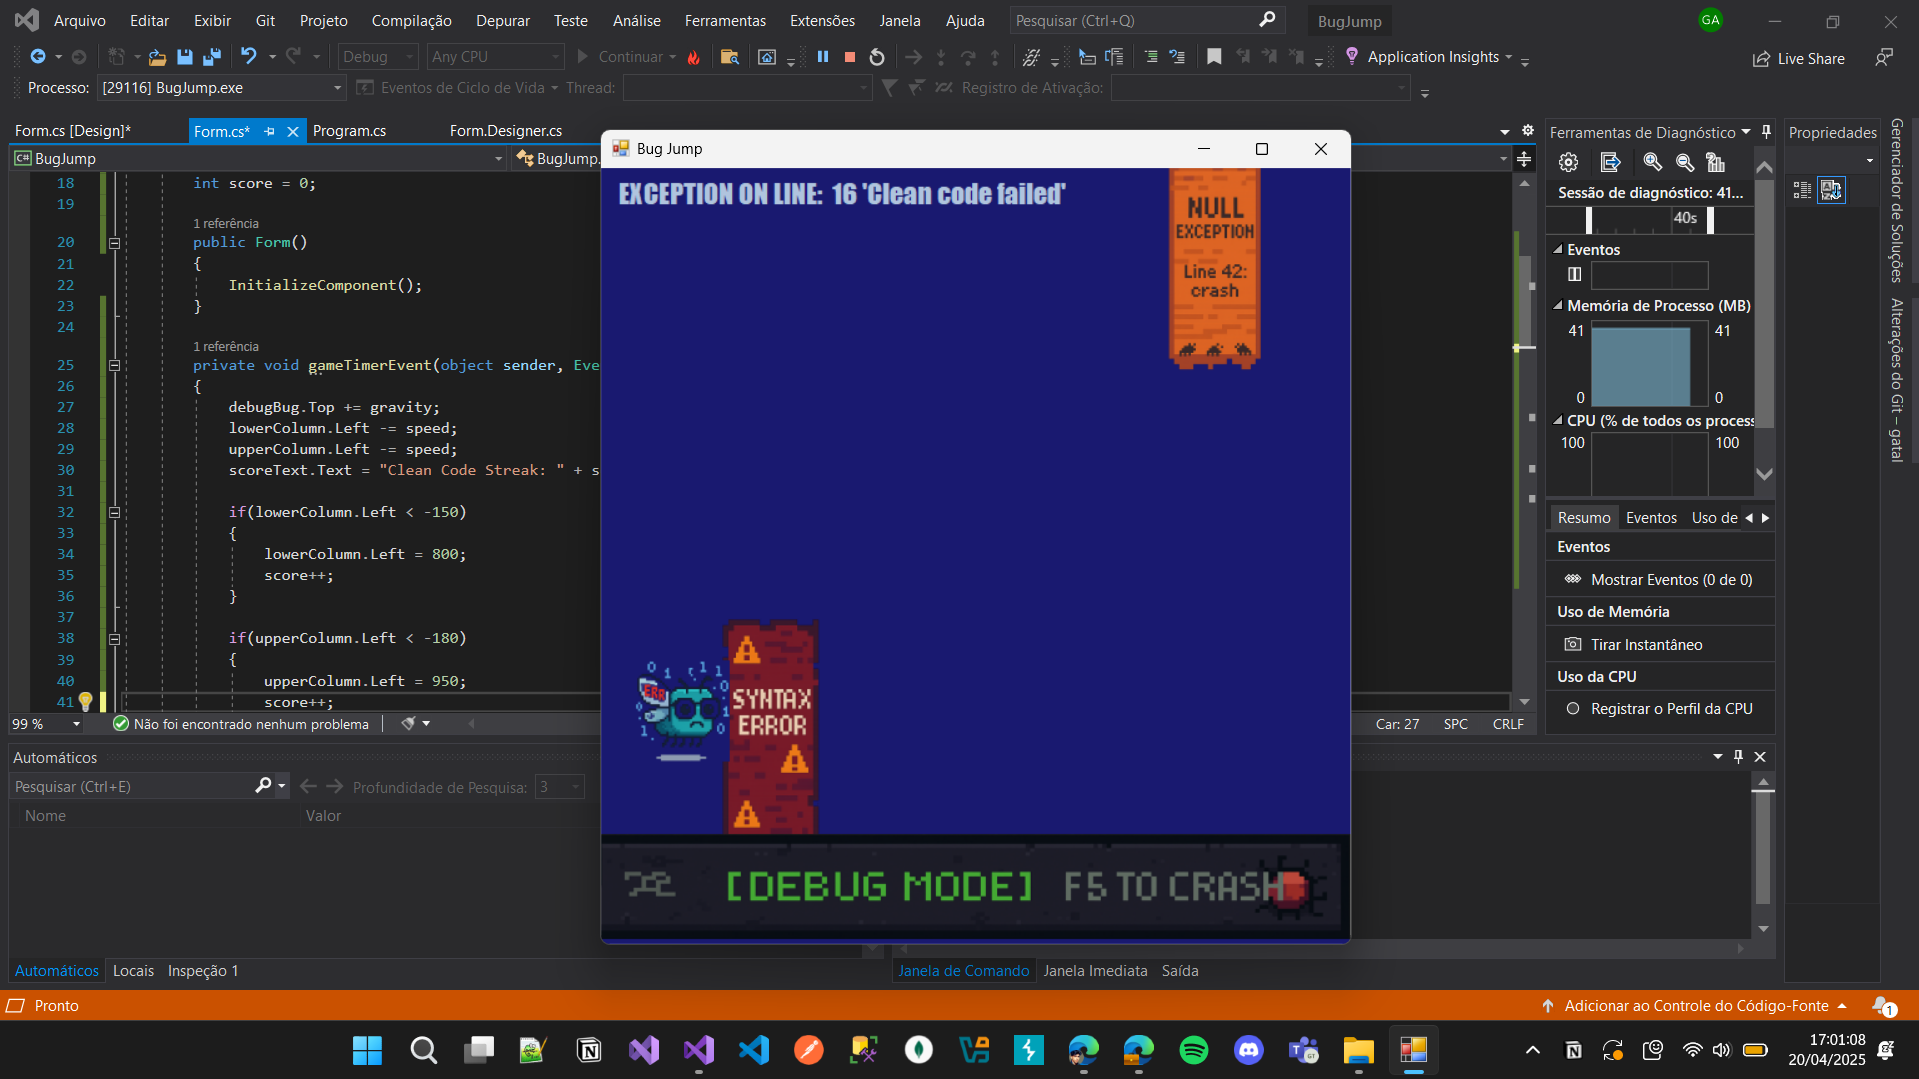 Arquivo Editar Exibir Git Projeto Compilação Depurar Teste Análise Ferramentas Extensões Janela Ajuda Pesquisar (Ctrl+Q) BugJump GA
Debug Any CPU Continuar Application Insights Live Share
Processo: [29116] BugJump.exe Eventos de Ciclo de Vida Thread: Registro de Ativação:
Form.cs [Design]* Form.cs* Program.cs Form.Designer.cs
C# BugJump BugJump.
18 int score = 0;
19
1 referência
20 public Form()
21 {
22 InitializeComponent();
23 }
24
1 referência
25 private void gameTimerEvent(object sender, Eve
26 {
27 debugBug.Top += gravity;
28 lowerColumn.Left -= speed;
29 upperColumn.Left -= speed;
30 scoreText.Text = "Clean Code Streak: " + s
31
32 if(lowerColumn.Left < -150)
33 {
34 lowerColumn.Left = 800;
35 score++;
36 }
37
38 if(upperColumn.Left < -180)
39 {
40 upperColumn.Left = 950;
41 score++;
99 % Não foi encontrado nenhum problema
Car: 27 SPC CRLF
Bug Jump
EXCEPTION ON LINE: 16 'Clean code failed'
NULL
EXCEPTION
Line 42:
crash
ERR
SYNTAX
ERROR
[DEBUG MODE] F5 TO CRASH
Ferramentas de Diagnóstico
Sessão de diagnóstico: 41...
40s
Eventos
Memória de Processo (MB)
41 41
0 0
CPU (% de todos os process
100 100
Resumo Eventos Uso de
Eventos
Mostrar Eventos (0 de 0)
Uso de Memória
Tirar Instantâneo
Uso da CPU
Registrar o Perfil da CPU
Propriedades
Gerenciador de Soluções
Alterações do Git – gatal
Automáticos
Pesquisar (Ctrl+E) Profundidade de Pesquisa: 3
Nome Valor
Automáticos Locais Inspeção 1
Janela de Comando Janela Imediata Saída
Pronto
Adicionar ao Controle do Código-Fonte 1
17:01:08
20/04/2025